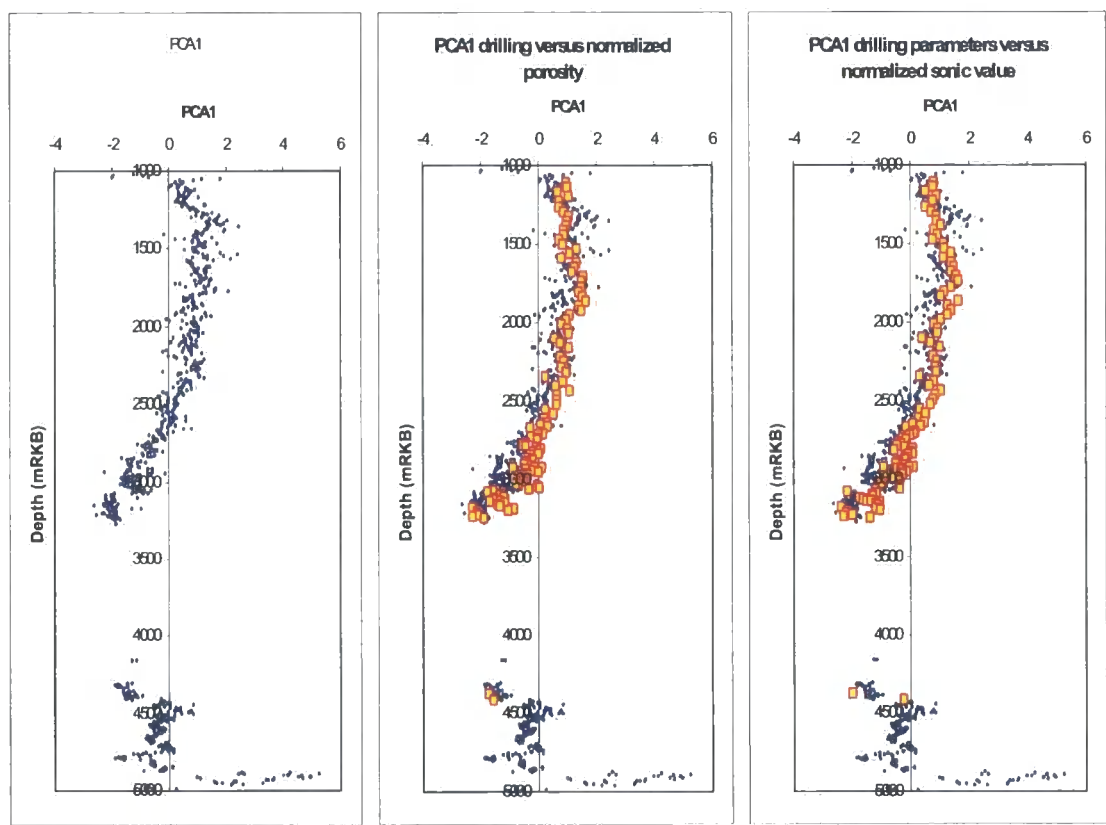 PCA1
PCA1
-4 -2 0 2 4 6
1000
1500
2000
2500
3000
3500
4000
4500
5000
Depth (mRKB)
PCA1 drilling versus normalized
porosity
PCA1
-4 -2 0 2 4 6
1000
1500
2000
2500
3000
3500
4000
4500
5000
Depth (mRKB)
PCA1 drilling parameters versus
normalized sonic value
PCA1
-4 -2 0 2 4 6
1000
1500
2000
2500
3000
3500
4000
4500
5000
Depth (mRKB)